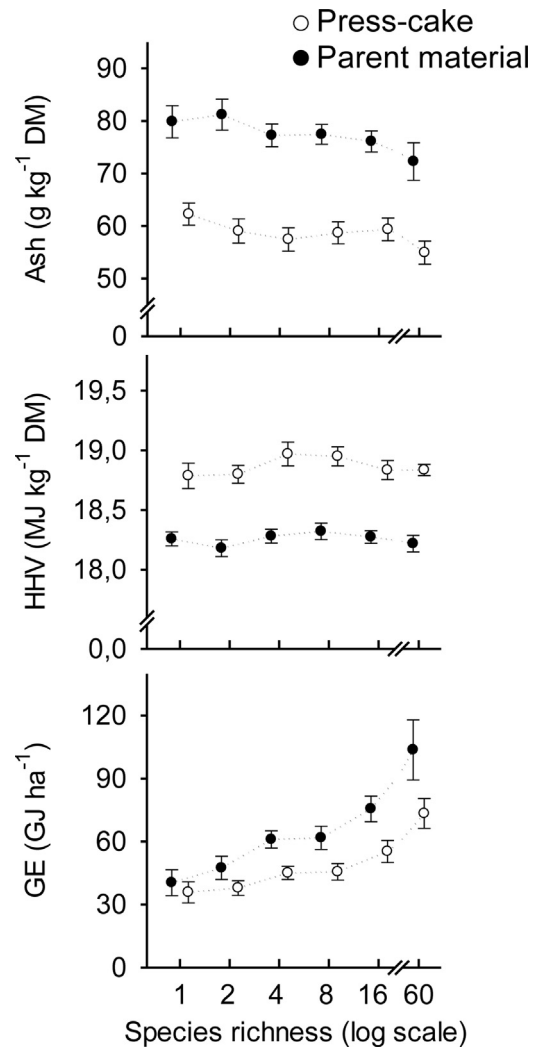 Press-cake
Parent material
Ash (g kg⁻¹ DM)
90
80
70
60
50
0
HHV (MJ kg⁻¹ DM)
19,5
19,0
18,5
18,0
0,0
GE (GJ ha⁻¹)
120
90
60
30
0
1 2 4 8 16 60
Species richness (log scale)